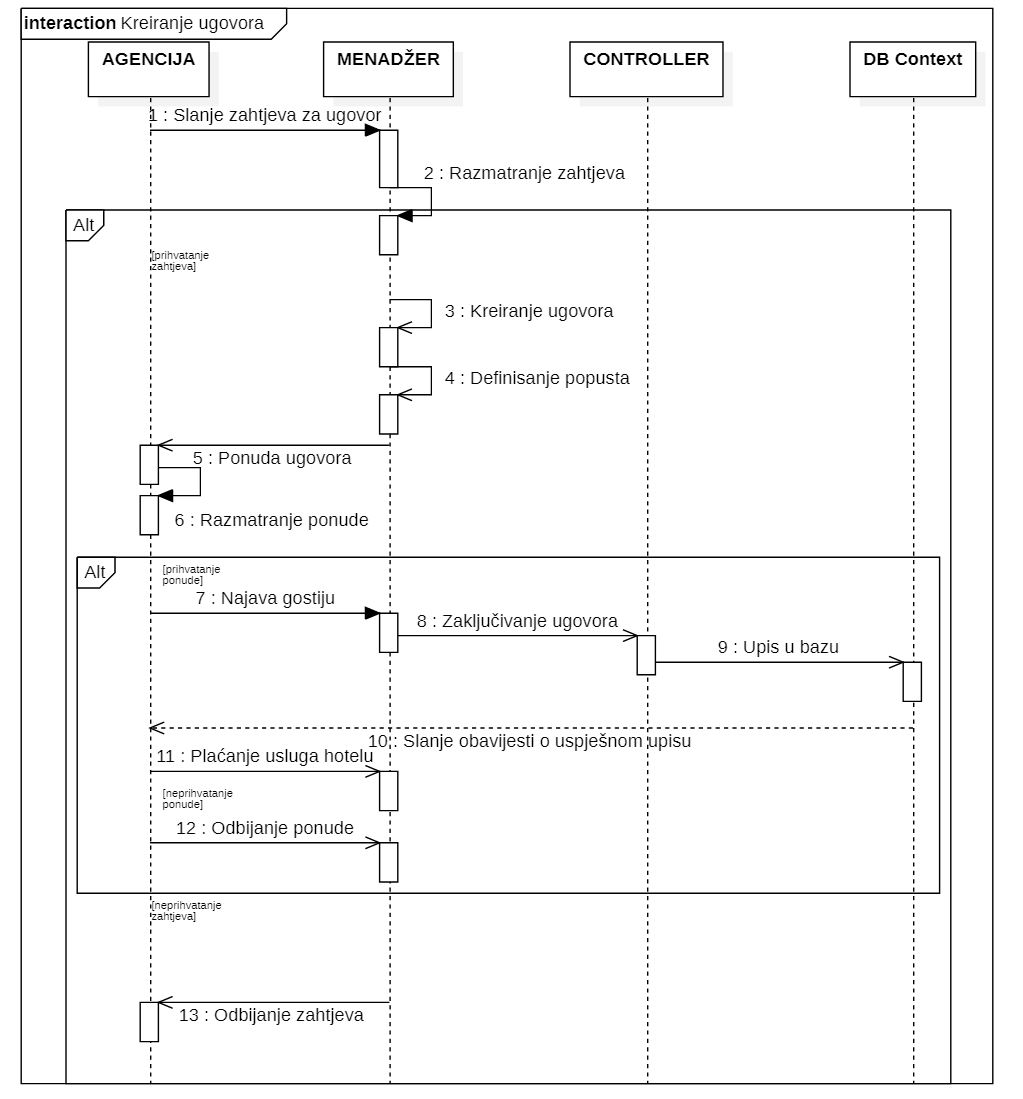 interaction Kreiranje ugovora
AGENCIJA
MENADŽER
CONTROLLER
DB Context
1 : Slanje zahtjeva za ugovor
2 : Razmatranje zahtjeva
Alt
[prihvatanje
zahtjeva]
3 : Kreiranje ugovora
4 : Definisanje popusta
5 : Ponuda ugovora
6 : Razmatranje ponude
Alt
[prihvatanje
ponude]
7 : Najava gostiju
8 : Zaključivanje ugovora
9 : Upis u bazu
10 : Slanje obavijesti o uspješnom upisu
11 : Plaćanje usluga hotelu
[neprihvatanje
ponude]
12 : Odbijanje ponude
[neprihvatanje
zahtjeva]
13 : Odbijanje zahtjeva